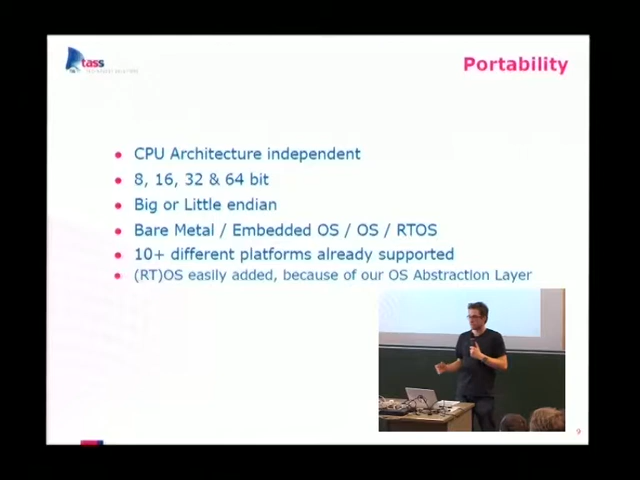 tass
Portability
CPU Architecture independent
8, 16, 32 & 64 bit
Big or Little endian
Bare Metal / Embedded OS / OS / RTOS
10+ different platforms already supported
(RT)OS easily added, because of our OS Abstraction Layer
9